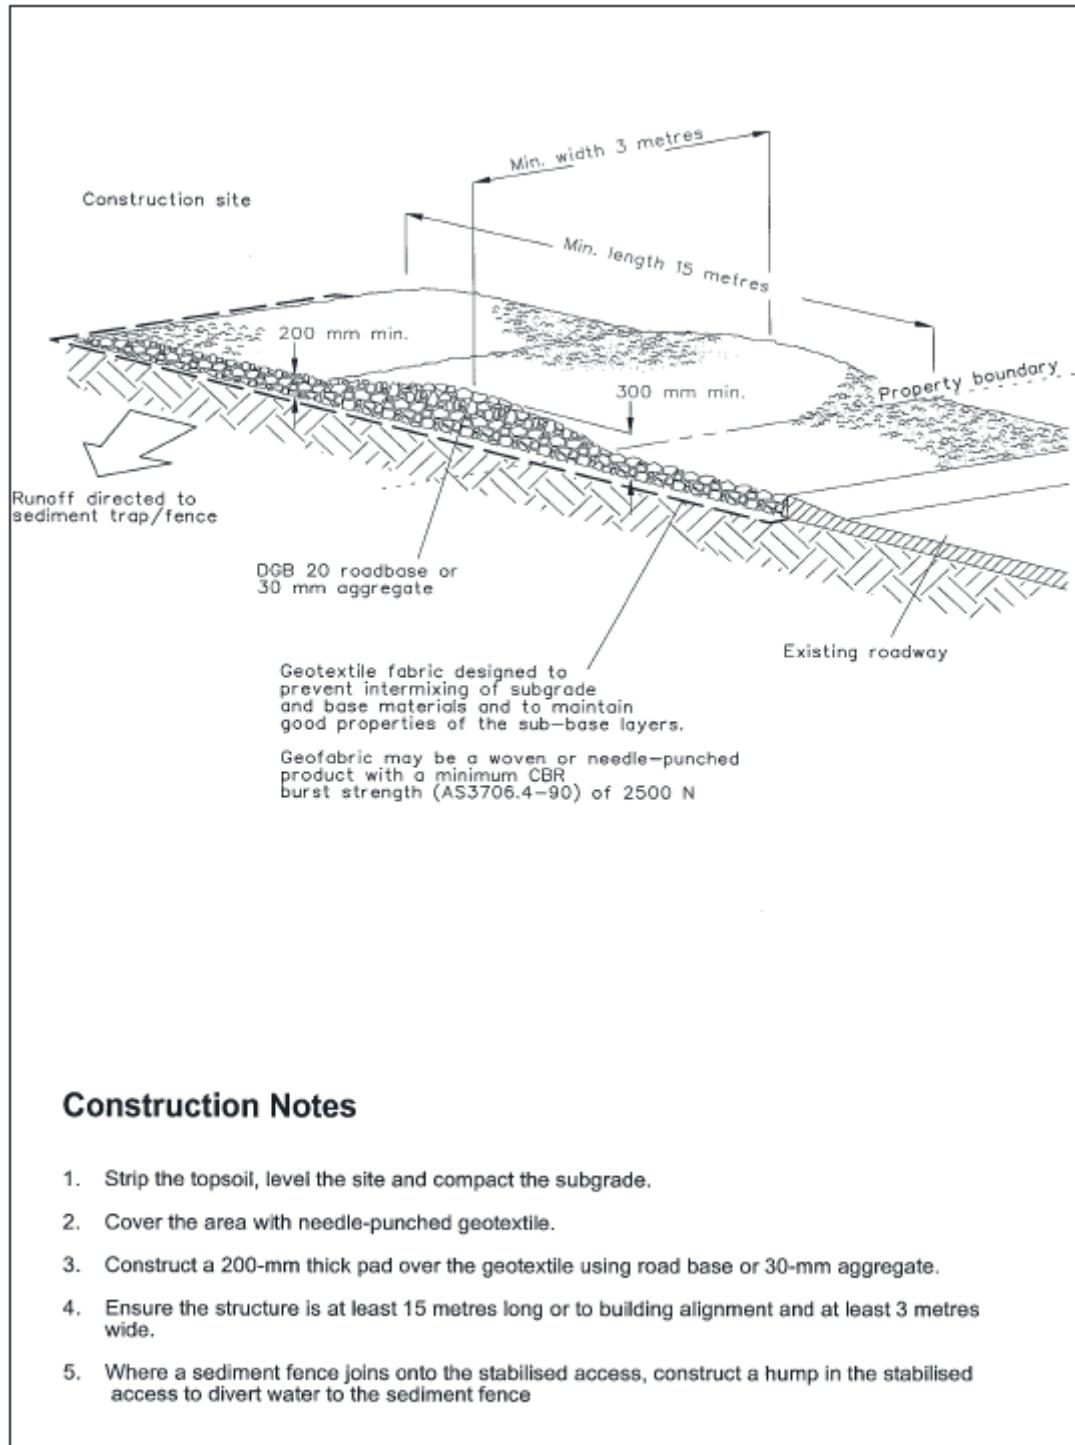 Min. width 3 metres
Construction site
Min. length 15 metres
200 mm min.
300 mm min.
Property boundary
Runoff directed to
sediment trap/fence
DGB 20 roadbase or
30 mm aggregate
Existing roadway
Geotextile fabric designed to
prevent intermixing of subgrade
and base materials and to maintain
good properties of the sub-base layers.
Geofabric may be a woven or needle-punched
product with a minimum CBR
burst strength (AS3706.4-90) of 2500 N
Construction Notes
1. Strip the topsoil, level the site and compact the subgrade.
2. Cover the area with needle-punched geotextile.
3. Construct a 200-mm thick pad over the geotextile using road base or 30-mm aggregate.
4. Ensure the structure is at least 15 metres long or to building alignment and at least 3 metres
wide.
5. Where a sediment fence joins onto the stabilised access, construct a hump in the stabilised
access to divert water to the sediment fence